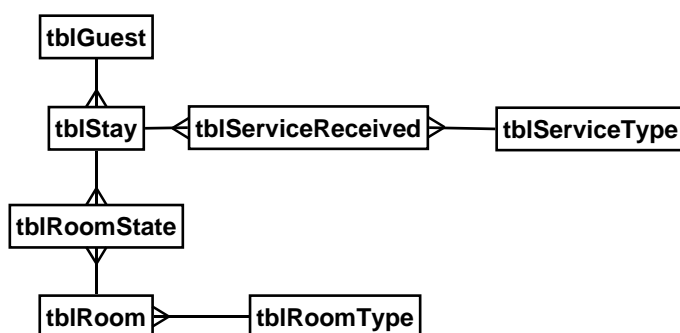 tblGuest
tblStay
tblServiceReceived
tblServiceType
tblRoomState
tblRoom
tblRoomType